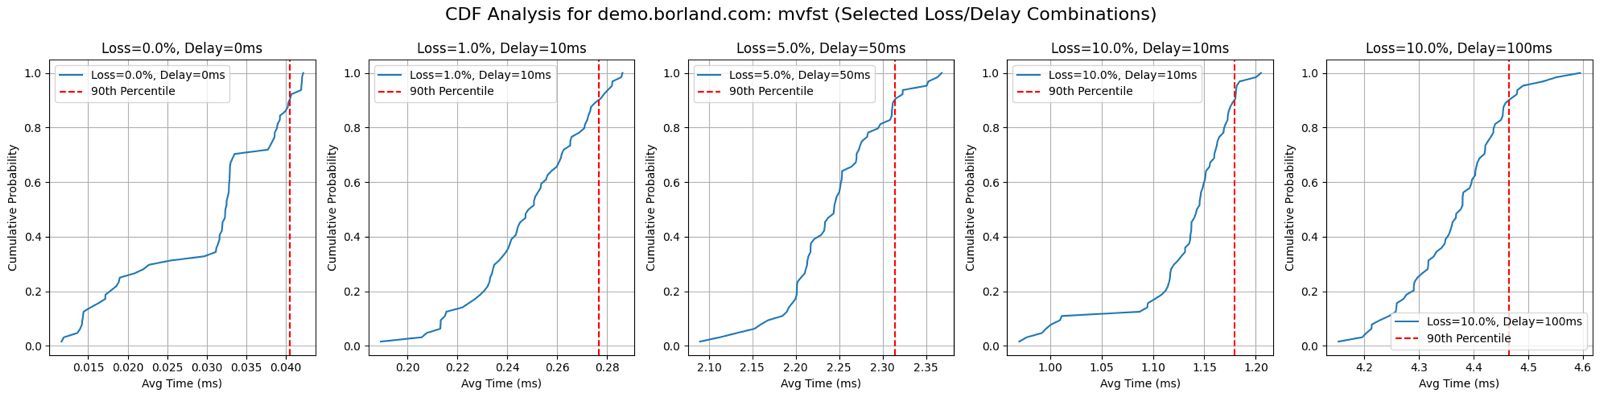 CDF Analysis for demo.borland.com: mvfst (Selected Loss/Delay Combinations)
Loss=0.0%, Delay=0ms
1.0
0.8
0.6
0.4
0.2
0.0
Cumulative Probability
Loss=0.0%, Delay=0ms
90th Percentile
0.015 0.020 0.025 0.030 0.035 0.040
Avg Time (ms)
Loss=1.0%, Delay=10ms
1.0
0.8
0.6
0.4
0.2
0.0
Cumulative Probability
Loss=1.0%, Delay=10ms
90th Percentile
0.20 0.22 0.24 0.26 0.28
Avg Time (ms)
Loss=5.0%, Delay=50ms
1.0
0.8
0.6
0.4
0.2
0.0
Cumulative Probability
Loss=5.0%, Delay=50ms
90th Percentile
2.10 2.15 2.20 2.25 2.30 2.35
Avg Time (ms)
Loss=10.0%, Delay=10ms
1.0
0.8
0.6
0.4
0.2
0.0
Cumulative Probability
Loss=10.0%, Delay=10ms
90th Percentile
1.00 1.05 1.10 1.15 1.20
Avg Time (ms)
Loss=10.0%, Delay=100ms
1.0
0.8
0.6
0.4
0.2
0.0
Cumulative Probability
Loss=10.0%, Delay=100ms
90th Percentile
4.2 4.3 4.4 4.5 4.6
Avg Time (ms)